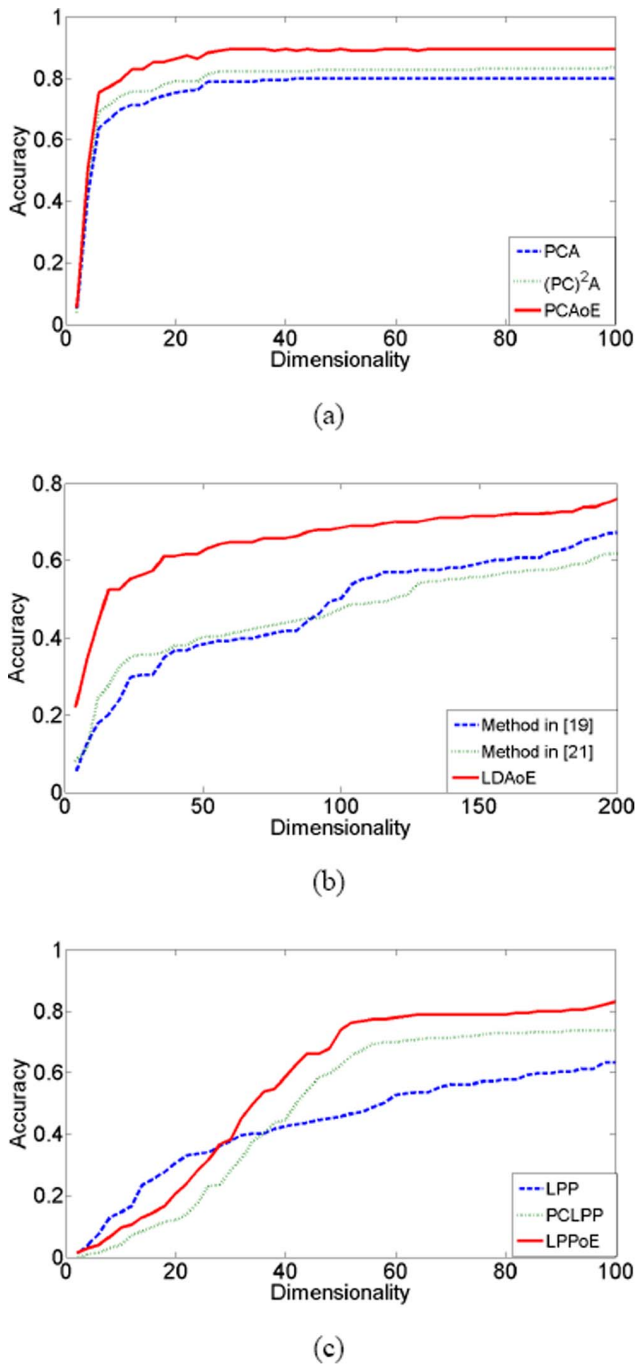 1
0.8
0.6
0.4
0.2
0
Accuracy
PCA
(PC)²A
PCAoE
0 20 40 60 80 100
Dimensionality
(a)
0.8
0.6
0.4
0.2
0
Accuracy
Method in [19]
Method in [21]
LDAoE
0 50 100 150 200
Dimensionality
(b)
1
0.8
0.6
0.4
0.2
0
Accuracy
LPP
PCLPP
LPPoE
0 20 40 60 80 100
Dimensionality
(c)